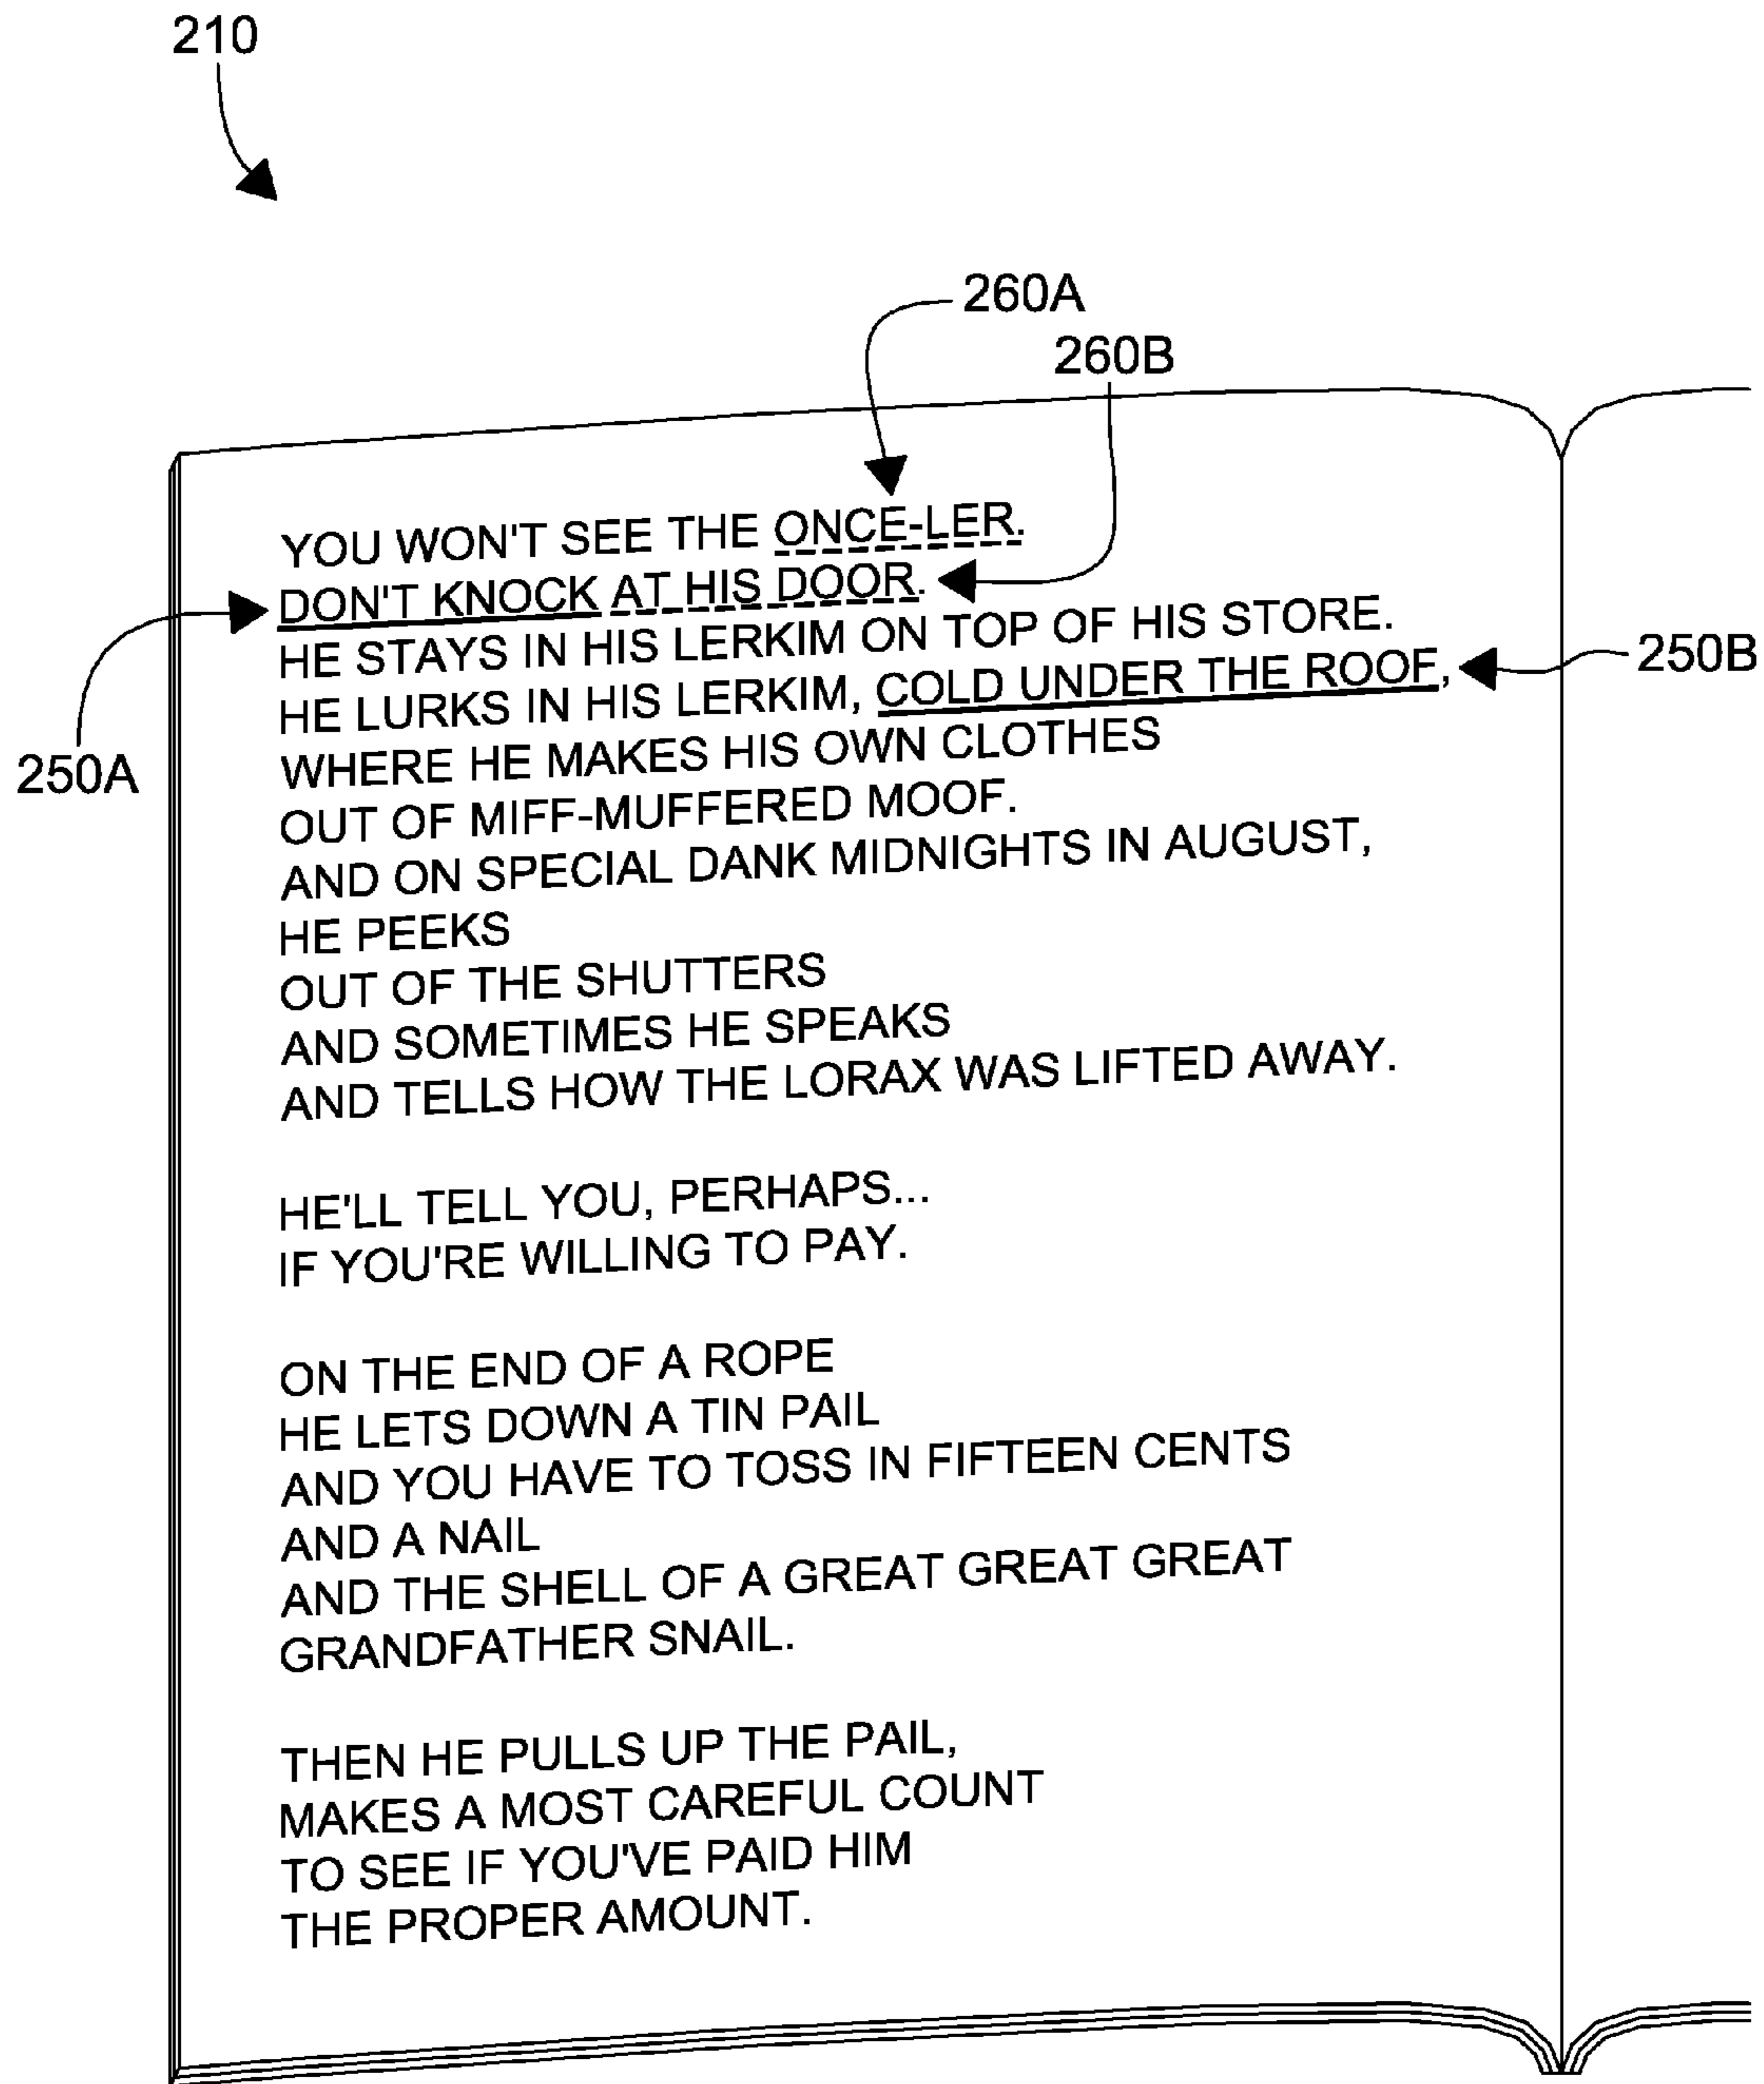 210
260A
260B
YOU WON'T SEE THE ONCE-LER.
DON'T KNOCK AT HIS DOOR.
HE STAYS IN HIS LERKIM ON TOP OF HIS STORE.
250B
HE LURKS IN HIS LERKIM, COLD UNDER THE ROOF,
250A
WHERE HE MAKES HIS OWN CLOTHES
OUT OF MIFF-MUFFERED MOOF.
AND ON SPECIAL DANK MIDNIGHTS IN AUGUST,
HE PEEKS
OUT OF THE SHUTTERS
AND SOMETIMES HE SPEAKS
AND TELLS HOW THE LORAX WAS LIFTED AWAY.
HE'LL TELL YOU, PERHAPS...
IF YOU'RE WILLING TO PAY.
ON THE END OF A ROPE
HE LETS DOWN A TIN PAIL
AND YOU HAVE TO TOSS IN FIFTEEN CENTS
AND A NAIL
AND THE SHELL OF A GREAT GREAT GREAT
GRANDFATHER SNAIL.
THEN HE PULLS UP THE PAIL,
MAKES A MOST CAREFUL COUNT
TO SEE IF YOU'VE PAID HIM
THE PROPER AMOUNT.